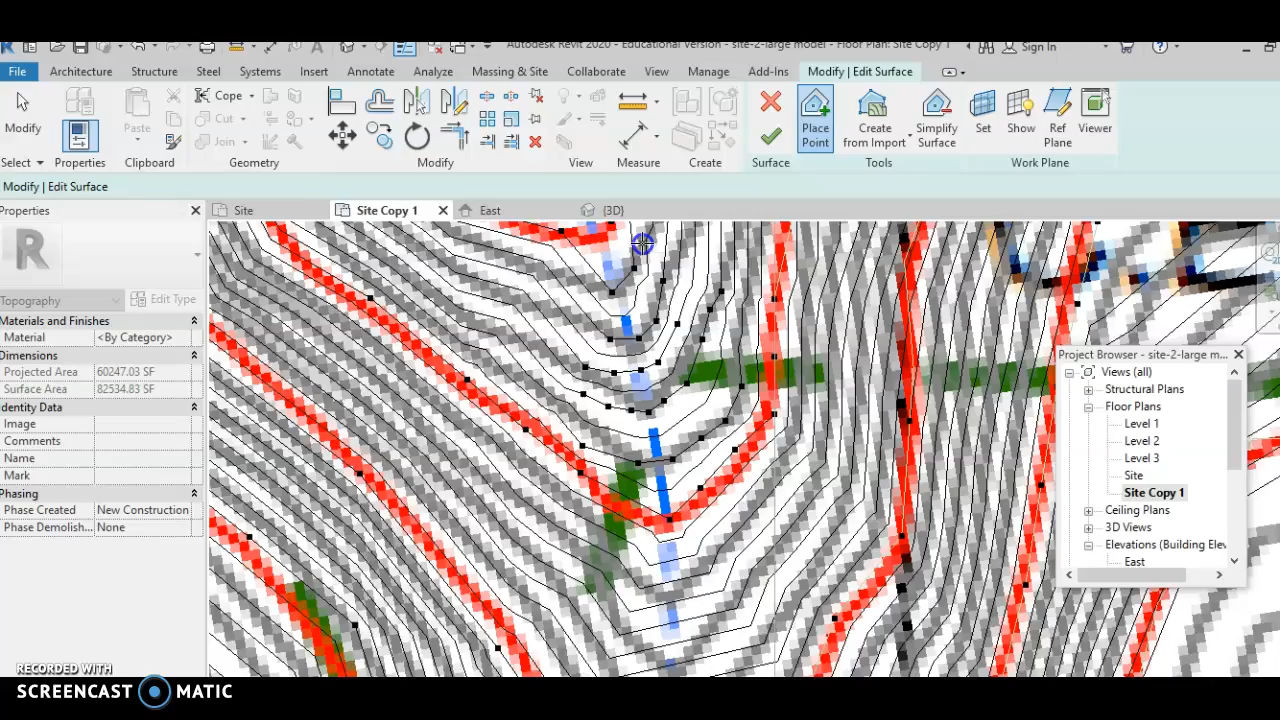 Autodesk Revit 2020 - Educational Version - site-2-large model - Floor Plan: Site Copy 1
Sign In
File Architecture Structure Steel Systems Insert Annotate Analyze Massing & Site Collaborate View Manage Add-Ins Modify | Edit Surface
Modify
Paste
Cope
Cut
Join
Place Point
Create from Import
Simplify Surface
Set
Show
Ref Plane
Viewer
Select Properties Clipboard Geometry Modify View Measure Create Surface Tools Work Plane
Modify | Edit Surface
Properties
Site
Site Copy 1
East
{3D}
Topography
Edit Type
Materials and Finishes
Material <By Category>
Dimensions
Projected Area 60247.03 SF
Surface Area 82534.83 SF
Identity Data
Image
Comments
Name
Mark
Phasing
Phase Created New Construction
Phase Demolish... None
Project Browser - site-2-large m...
Views (all)
Structural Plans
Floor Plans
Level 1
Level 2
Level 3
Site
Site Copy 1
Ceiling Plans
3D Views
Elevations (Building Elev
East
RECORDED WITH
SCREENCAST MATIC